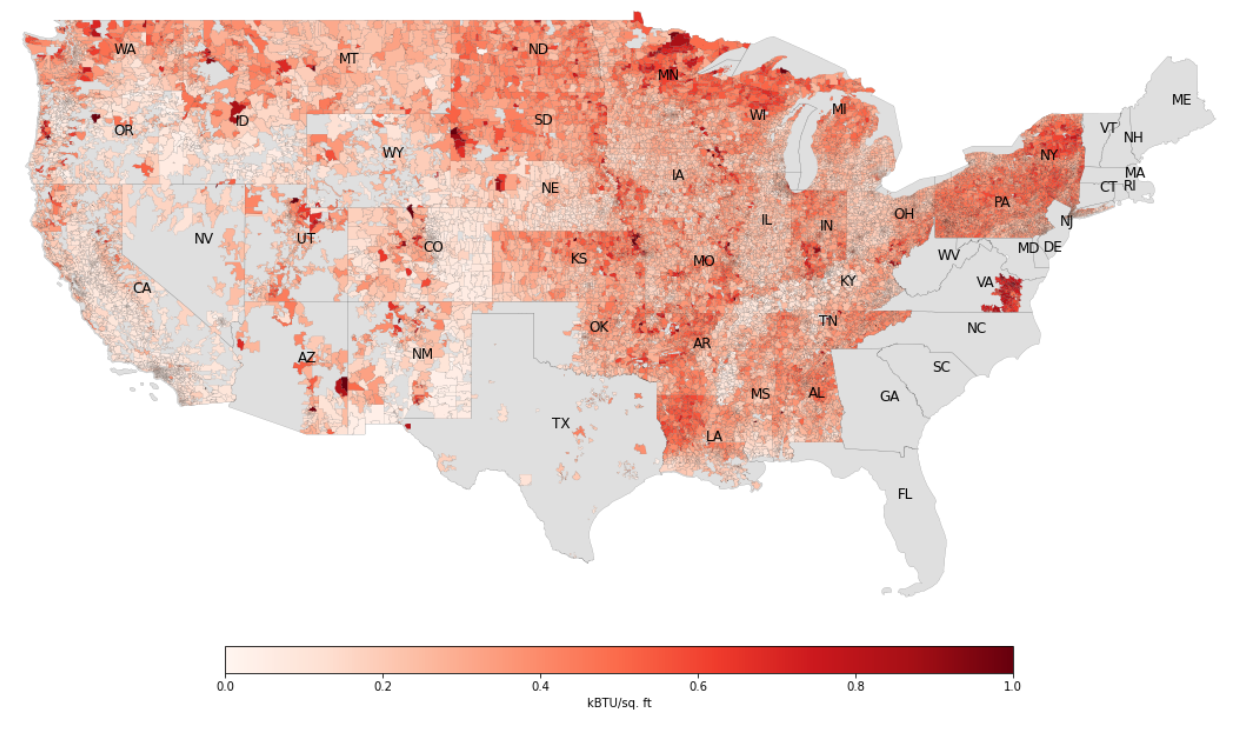 WA
MT
ND
MN
ME
OR
ID
SD
WI
MI
VT
NH
WY
NY
MA
NE
IA
CT
RI
PA
NV
UT
CO
IL
IN
OH
NJ
WV
MD
DE
CA
KS
MO
KY
VA
OK
TN
NC
AZ
NM
AR
SC
TX
MS
AL
GA
LA
FL
0.0
0.2
0.4
0.6
0.8
1.0
kBTU/sq. ft